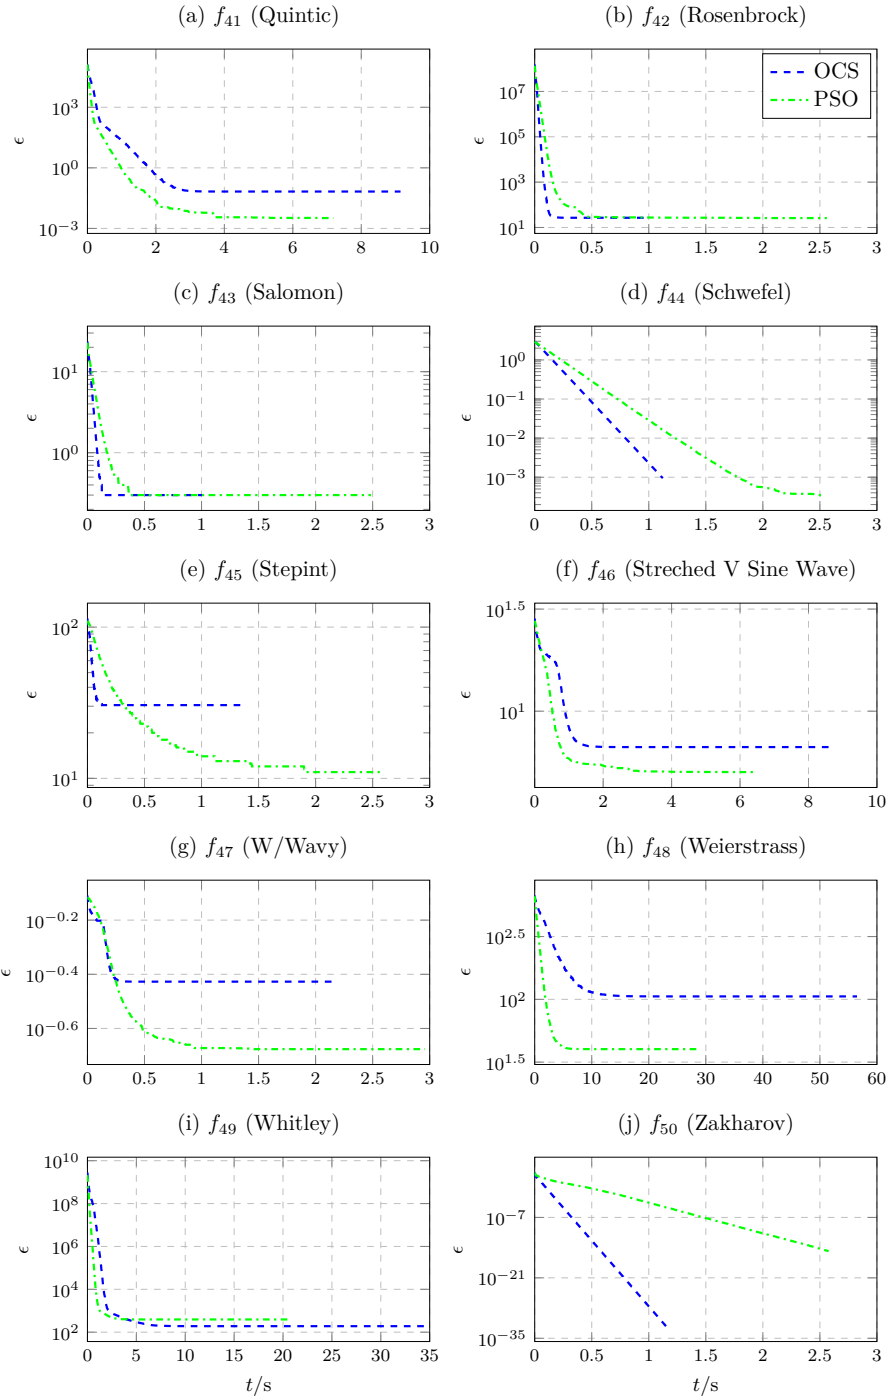 (a) f41 (Quintic)
(b) f42 (Rosenbrock)
10^3
10^0
10^−3
ϵ
0 2 4 6 8 10
10^7
10^5
10^3
10^1
ϵ
0 0.5 1 1.5 2 2.5 3
OCS
PSO
(c) f43 (Salomon)
(d) f44 (Schwefel)
10^1
10^0
ϵ
0 0.5 1 1.5 2 2.5 3
10^0
10^−1
10^−2
10^−3
ϵ
0 0.5 1 1.5 2 2.5 3
(e) f45 (Stepint)
(f) f46 (Streched V Sine Wave)
10^2
10^1
ϵ
0 0.5 1 1.5 2 2.5 3
10^1.5
10^1
ϵ
0 2 4 6 8 10
(g) f47 (W/Wavy)
(h) f48 (Weierstrass)
10^−0.2
10^−0.4
10^−0.6
ϵ
0 0.5 1 1.5 2 2.5 3
10^2.5
10^2
10^1.5
ϵ
0 10 20 30 40 50 60
(i) f49 (Whitley)
(j) f50 (Zakharov)
10^10
10^8
10^6
10^4
10^2
ϵ
0 5 10 15 20 25 30 35
t/s
10^−7
10^−21
10^−35
ϵ
0 0.5 1 1.5 2 2.5 3
t/s